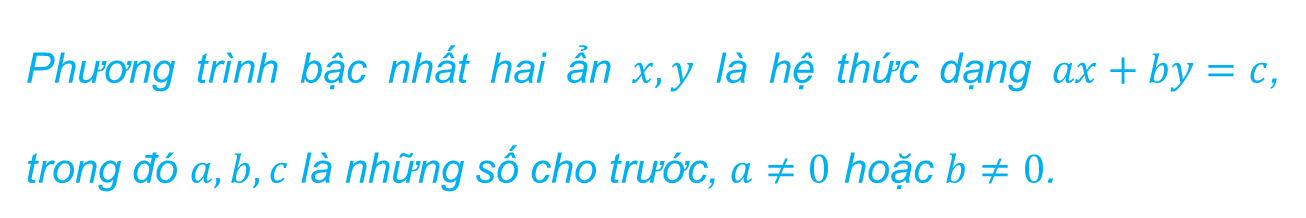 Phương trình bậc nhất hai ẩn x, y là hệ thức dạng ax + by = c,
trong đó a, b, c là những số cho trước, a ≠ 0 hoặc b ≠ 0.